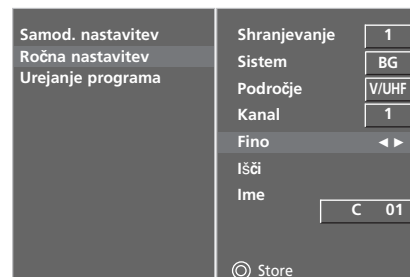 Samod. nastavitev
Ročna nastavitev
Urejanje programa
Shranjevanje 1
Sistem BG
Področje V/UHF
Kanal 1
Fino ◄ ►
Išči
Ime
C 01
Store